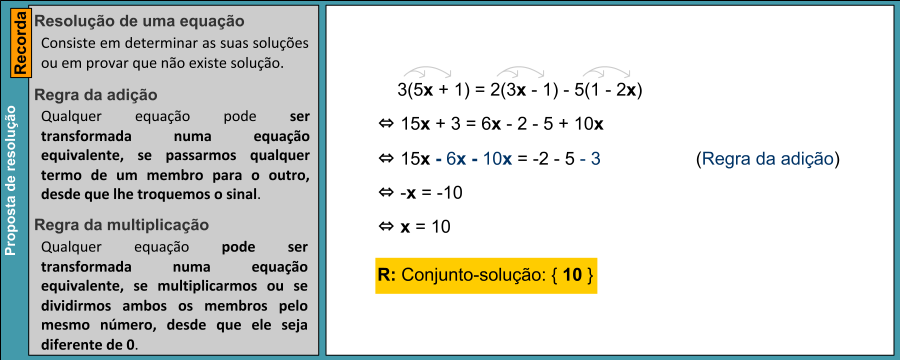 Proposta de resolução
Recorda
Resolução de uma equação
Consiste em determinar as suas soluções
ou em provar que não existe solução.
Regra da adição
Qualquer equação pode ser
transformada numa equação
equivalente, se passarmos qualquer
termo de um membro para o outro,
desde que lhe troquemos o sinal.
Regra da multiplicação
Qualquer equação pode ser
transformada numa equação
equivalente, se multiplicarmos ou se
dividirmos ambos os membros pelo
mesmo número, desde que ele seja
diferente de 0.
3(5x + 1) = 2(3x - 1) - 5(1 - 2x)
⇔ 15x + 3 = 6x - 2 - 5 + 10x
⇔ 15x - 6x - 10x = -2 - 5 - 3 (Regra da adição)
⇔ -x = -10
⇔ x = 10
R: Conjunto-solução: { 10 }